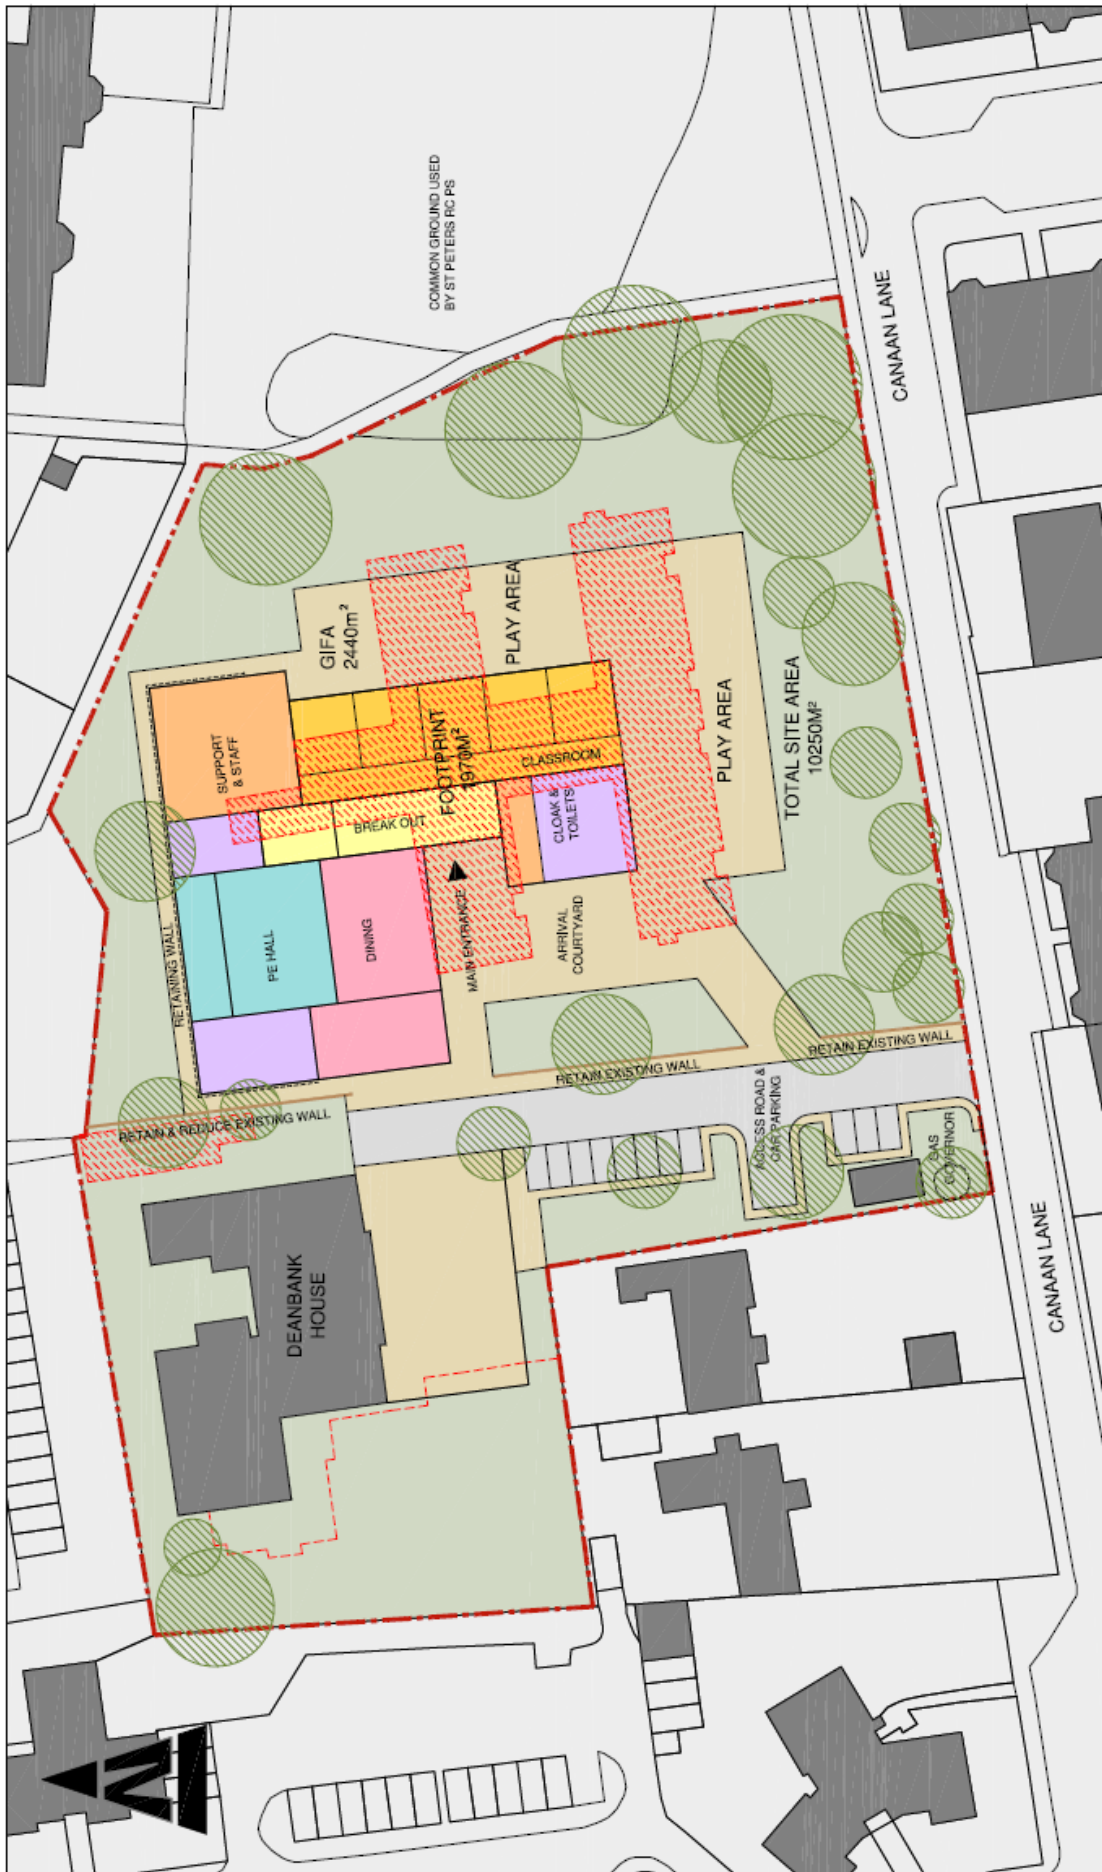 COMMON GROUND USED
BY ST PETERS RC PS
CANAAN LANE
GIFA
2440m²
PLAY AREA
SUPPORT
& STAFF
FOOTPRINT
1970M²
CLASSROOM
PLAY AREA
TOTAL SITE AREA
10250M²
BREAK OUT
CLOAK &
TOILETS
RETAINING WALL
PE HALL
DINING
MAIN ENTRANCE
ARRIVAL
COURTYARD
RETAIN EXISTING WALL
RETAIN EXISTING WALL
RETAIN & REDUCE EXISTING WALL
ACCESS ROAD &
CAR PARKING
GAS
GOVERNOR
DEANBANK
HOUSE
CANAAN LANE
N